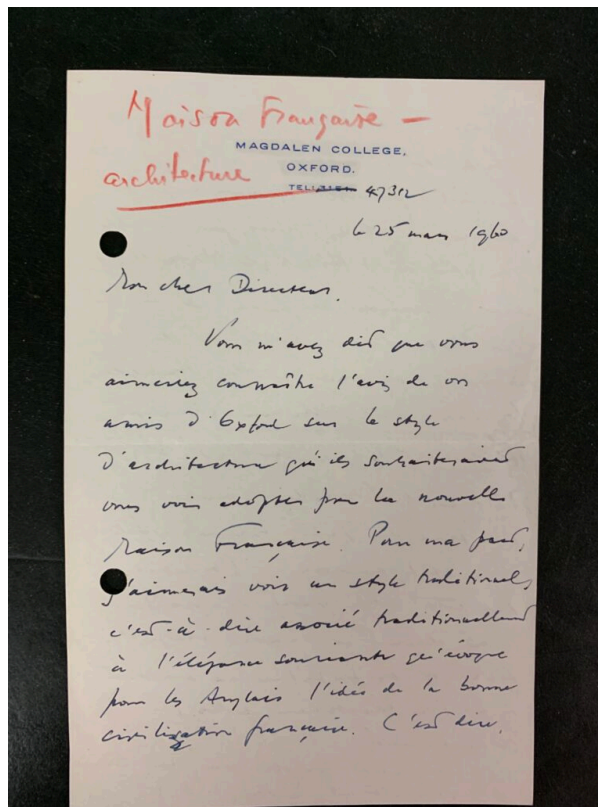 Maison Française —
MAGDALEN COLLEGE,
architecture
OXFORD.
TEL: 47312
le 25 mars 1960
Mon cher Directeur.
Vous m'avez dit que vous
aimeriez connaître l'avis de vos
amis d'Oxford sur le style
d'architecture qu'ils souhaiteraient
vous voir adopter pour la nouvelle
Maison Française. Pour ma part,
j'aimerais voir un style traditionnel,
c'est-à-dire associé traditionnellement
à l'élégance souriante qu'évoque
pour les Anglais l'idée de la bonne
civilisation française. C'est dire,